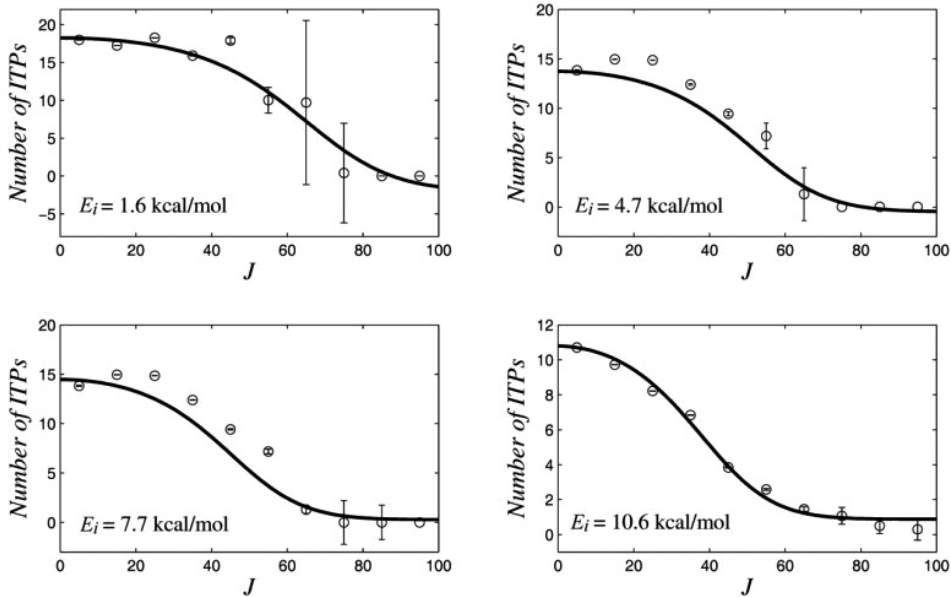 20
15
10
5
0
−5
Number of ITPs
E_i = 1.6 kcal/mol
0 20 40 60 80 100
J
20
15
10
5
0
Number of ITPs
E_i = 4.7 kcal/mol
0 20 40 60 80 100
J
20
15
10
5
0
Number of ITPs
E_i = 7.7 kcal/mol
0 20 40 60 80 100
J
12
10
8
6
4
2
0
Number of ITPs
E_i = 10.6 kcal/mol
0 20 40 60 80 100
J